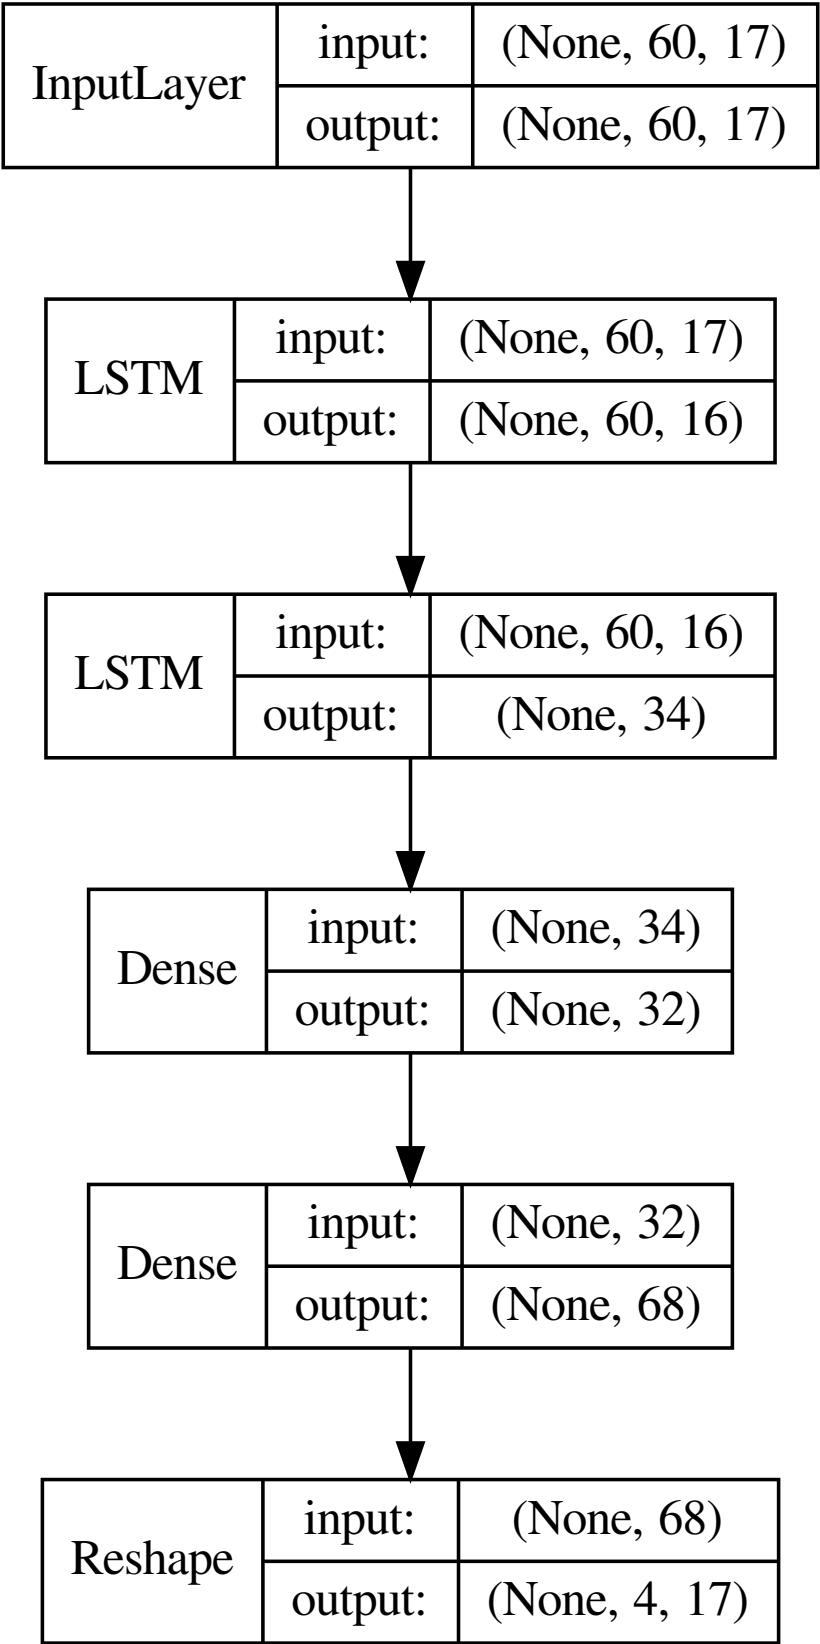 InputLayer
input: (None, 60, 17)
output: (None, 60, 17)
LSTM
input: (None, 60, 17)
output: (None, 60, 16)
LSTM
input: (None, 60, 16)
output: (None, 34)
Dense
input: (None, 34)
output: (None, 32)
Dense
input: (None, 32)
output: (None, 68)
Reshape
input: (None, 68)
output: (None, 4, 17)